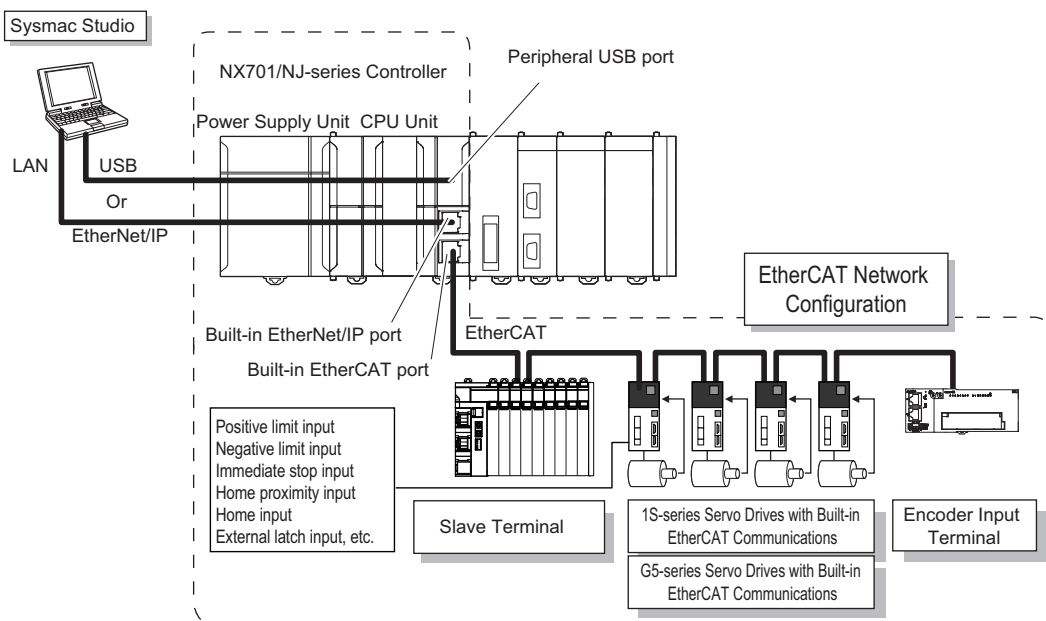 Sysmac Studio
NX701/NJ-series Controller
Peripheral USB port
Power Supply Unit CPU Unit
LAN
USB
Or
EtherNet/IP
EtherCAT Network
Configuration
Built-in EtherNet/IP port
EtherCAT
Built-in EtherCAT port
Positive limit input
Negative limit input
Immediate stop input
Home proximity input
Home input
External latch input, etc.
Slave Terminal
1S-series Servo Drives with Built-in
EtherCAT Communications
G5-series Servo Drives with Built-in
EtherCAT Communications
Encoder Input
Terminal